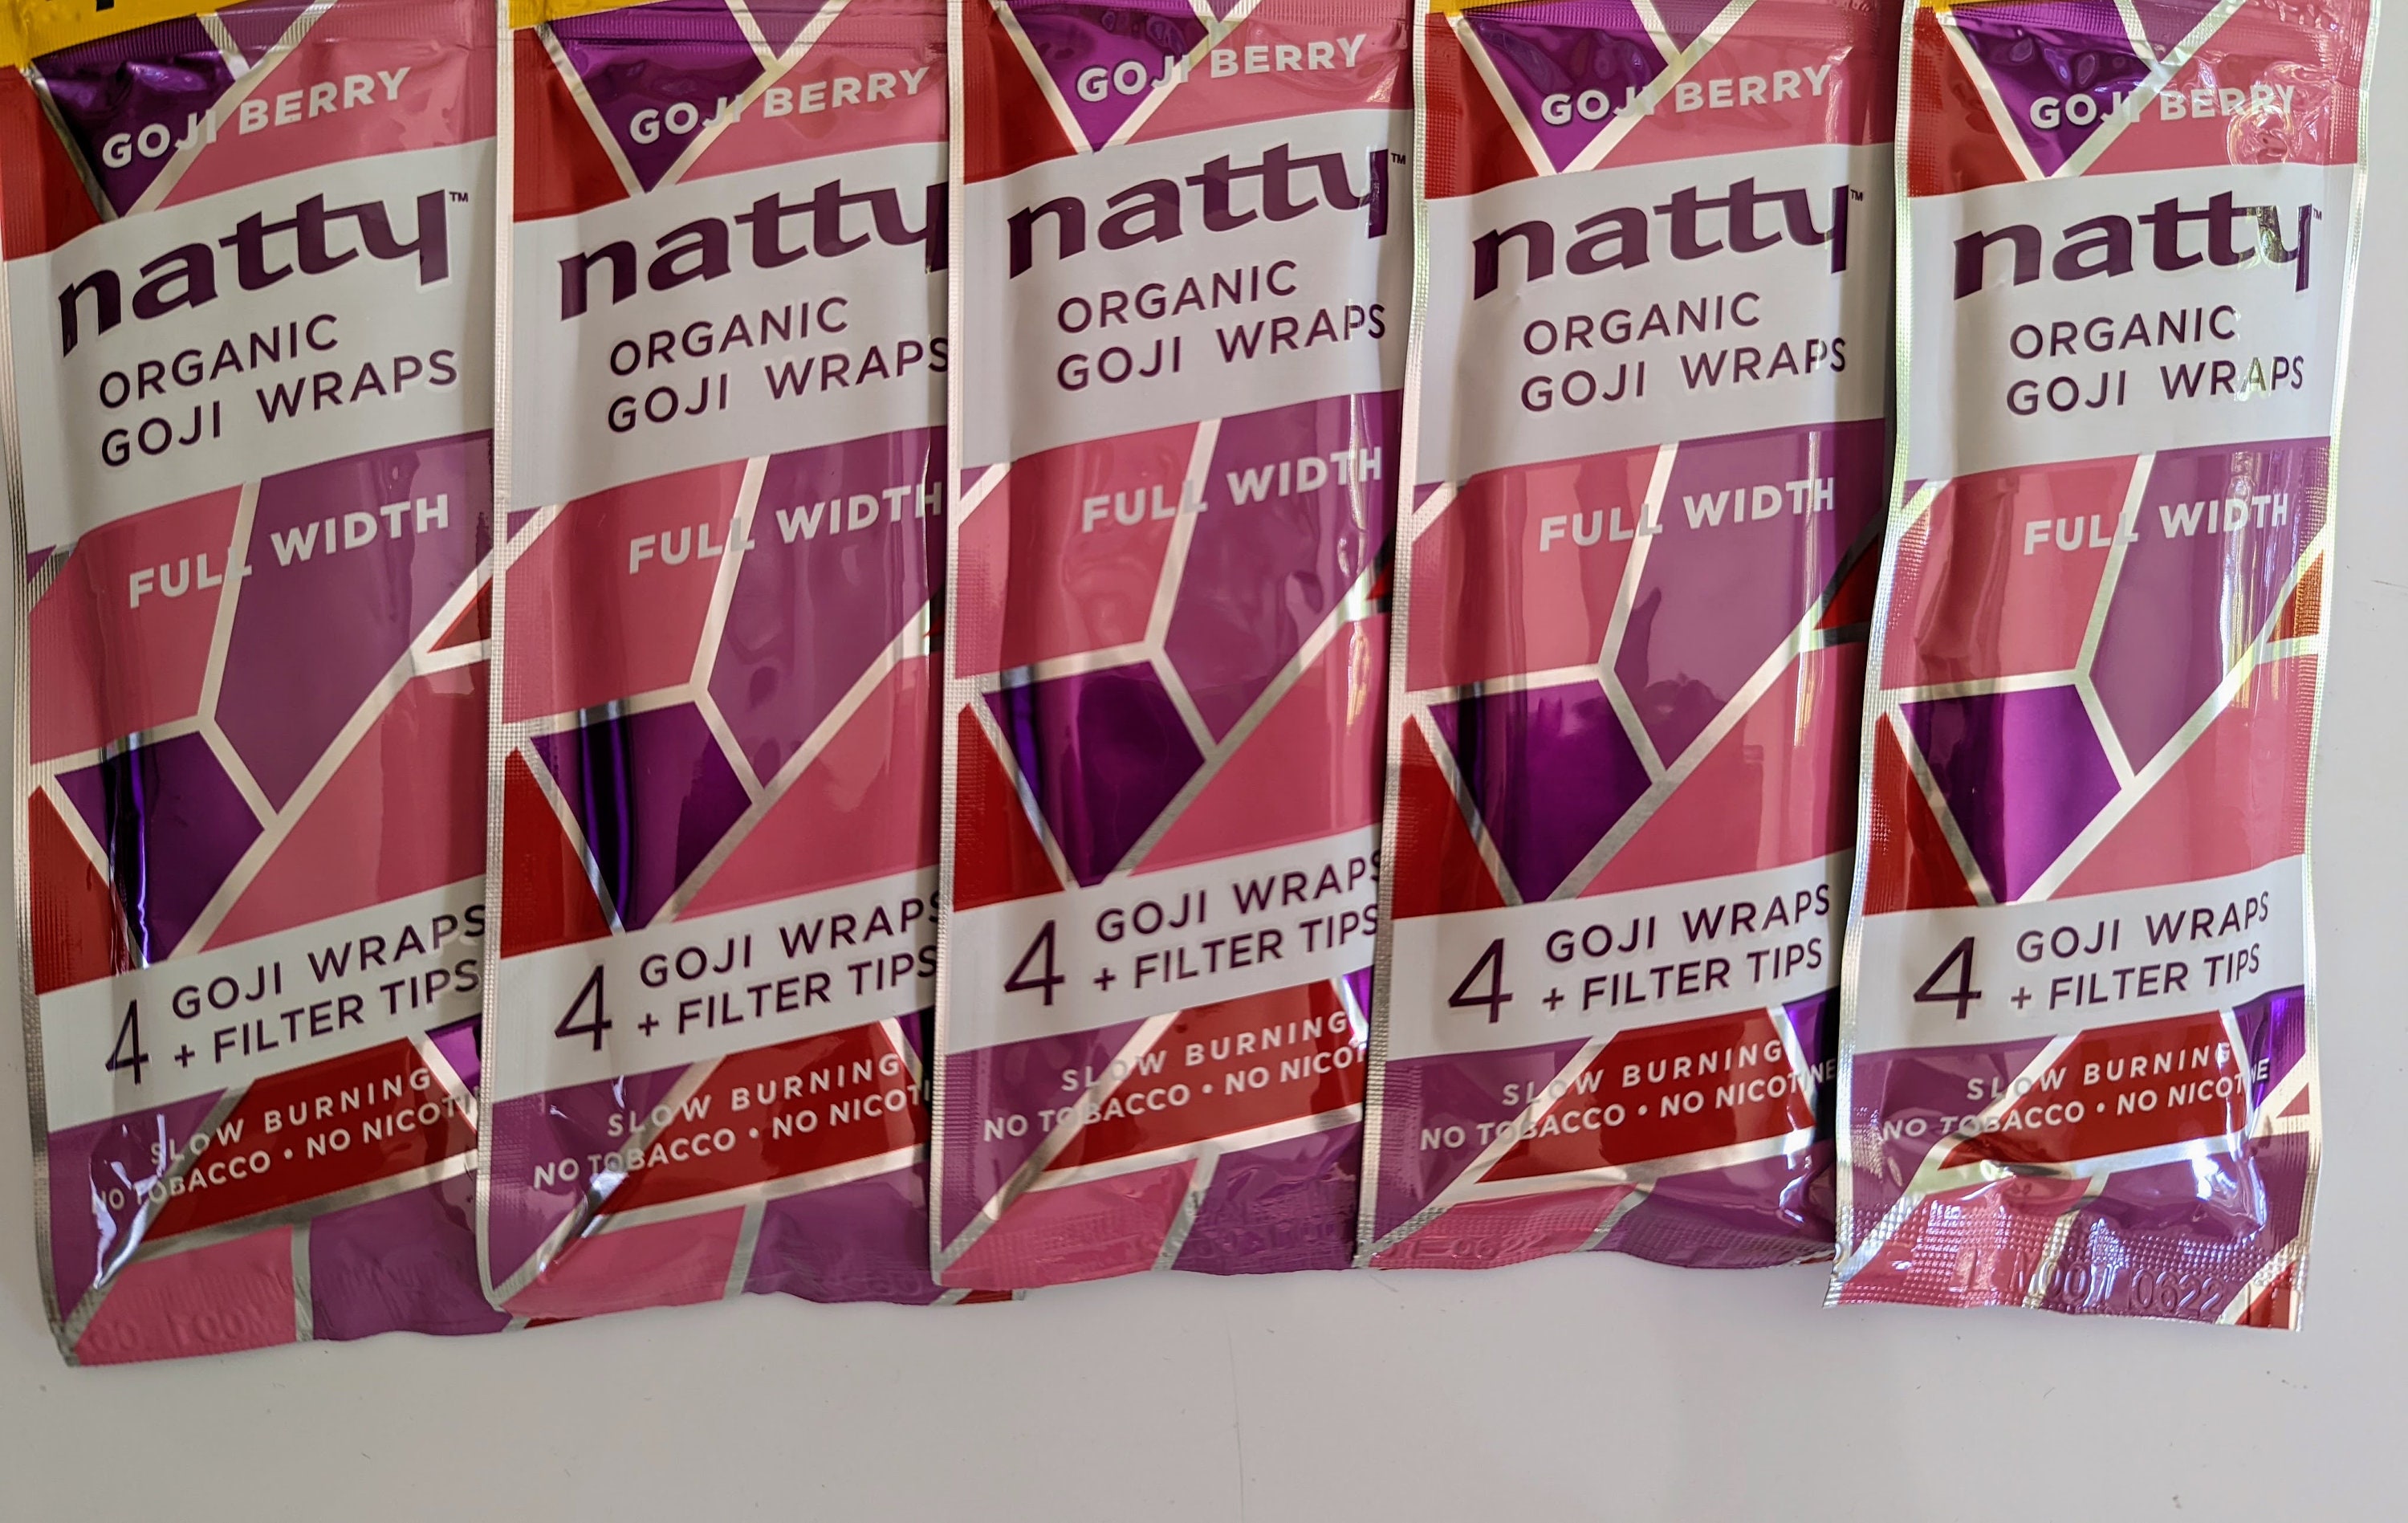 GOJI BERRY
natty™
ORGANIC
GOJI WRAPS
FULL WIDTH
4 GOJI WRAPS
+ FILTER TIPS
SLOW BURNING
NO TOBACCO • NO NICOTI
GOJI BERRY
natty
ORGANIC
GOJI WRAPS
FULL WIDTH
4 GOJI WRAPS
+ FILTER TIPS
SLOW BURNING
NO TOBACCO • NO NICOTI
GOJI BERRY
natty™
ORGANIC
GOJI WRAPS
FULL WIDTH
4 GOJI WRAPS
+ FILTER TIPS
SLOW BURNING
NO TOBACCO • NO NICOT
GOJI BERRY
natty™
ORGANIC
GOJI WRAPS
FULL WIDTH
4 GOJI WRAPS
+ FILTER TIPS
SLOW BURNING
NO TOBACCO • NO NICOTINE
GOJI BERRY
natty™
ORGANIC
GOJI WRAPS
FULL WIDTH
4 GOJI WRAPS
+ FILTER TIPS
SLOW BURNING
NO TOBACCO • NO NICOTINE
0622